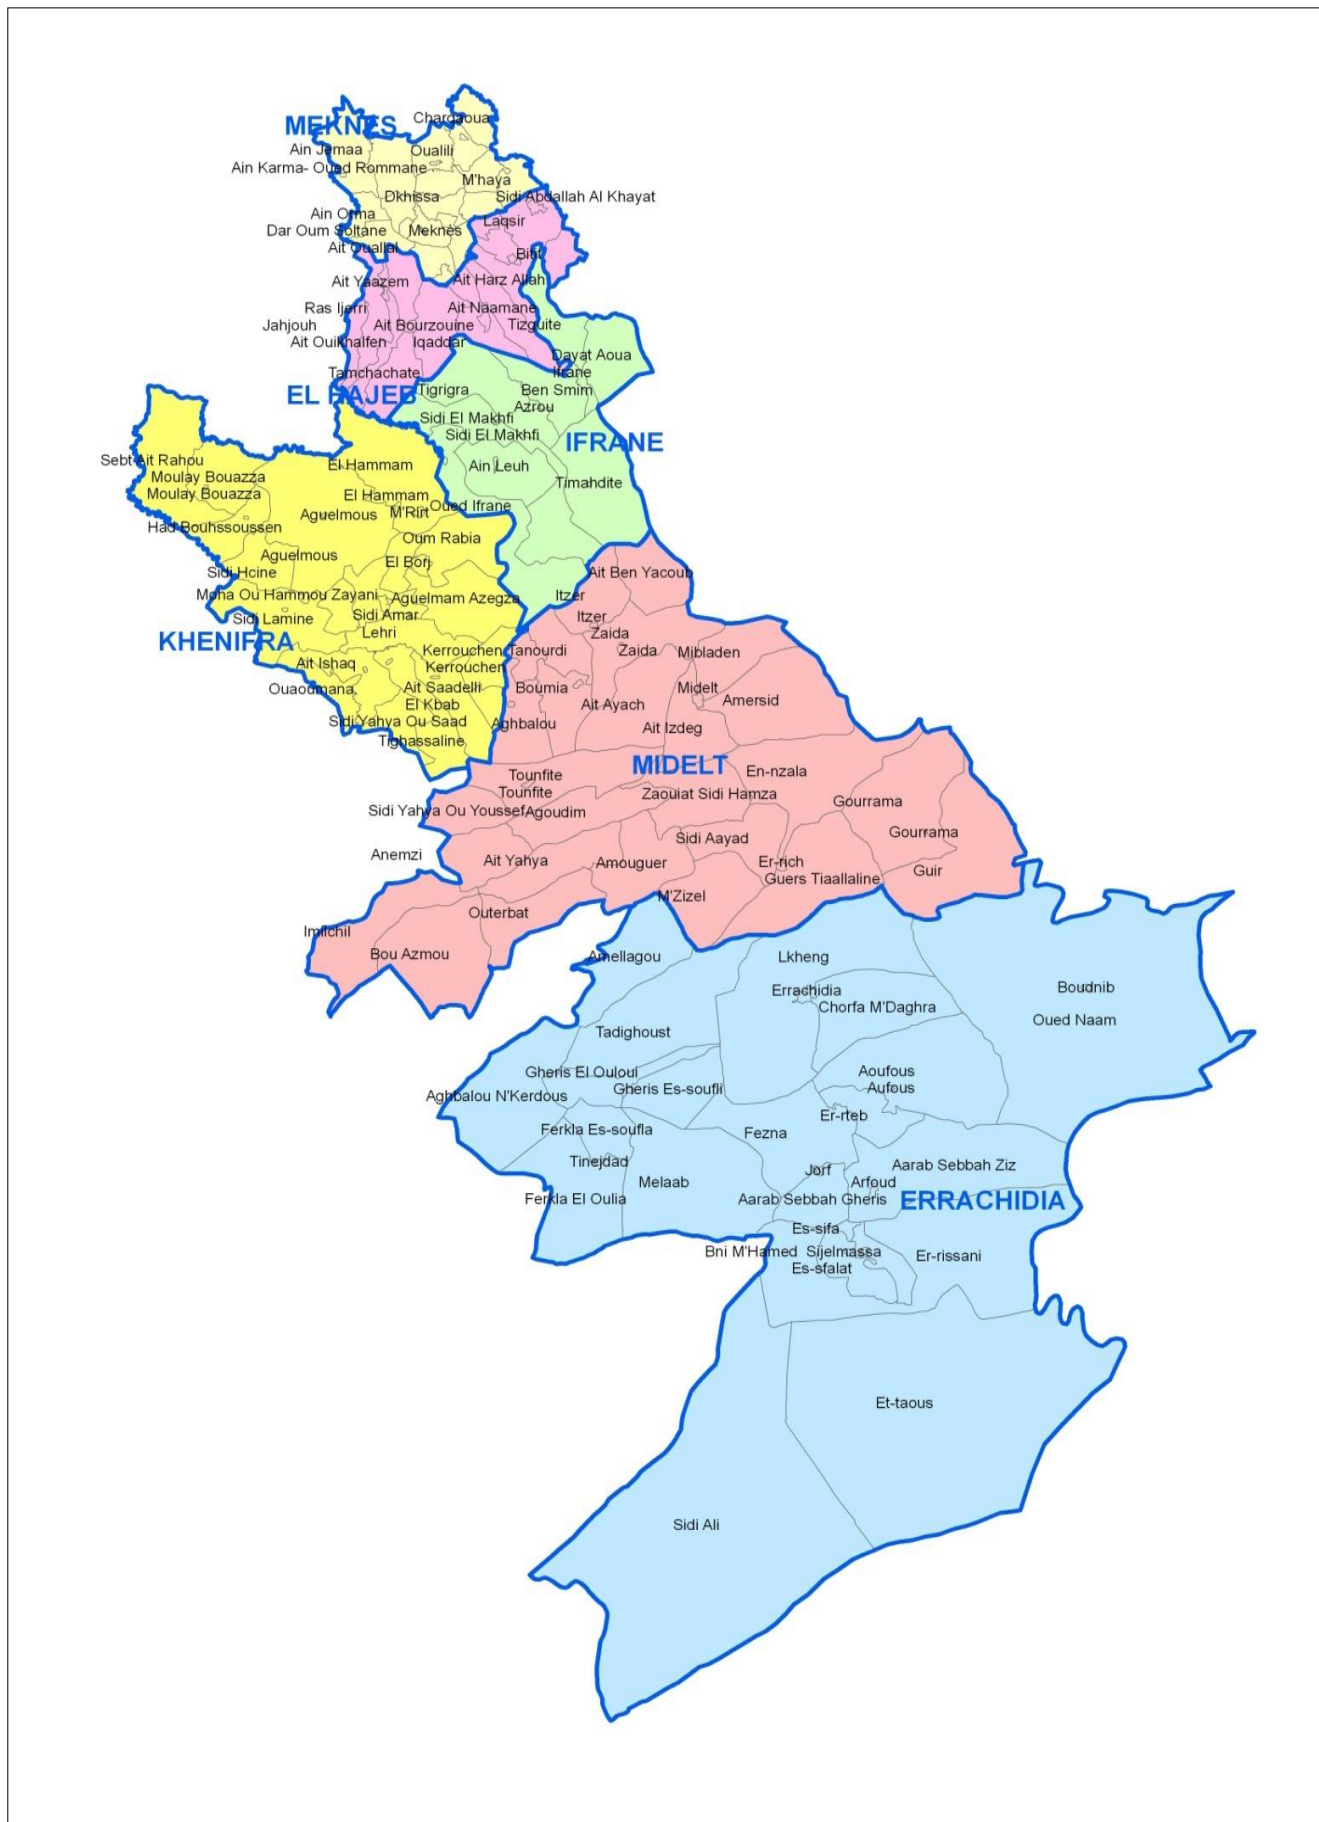 Charqaoua
MEKNES
Ain Jemaa
Oualili
Ain Karma- Oued Rommane
M'haya
Dkhissa
Sidi Abdallah Al Khayat
Ain Orma
Laqsir
Dar Oum Soltane
Meknès
Ait Ouallal
Bitit
Ait Yaazem
Ait Harz Allah
Ras Ijerri
Ait Naamane
Jahjouh
Ait Bourzouine
Tizguite
Ait Ouikhalfen
Iqaddar
Dayat Aoua
Tamchachate
Ifrane
EL HAJEB
Tigrigra
Ben Smim
Azrou
Sidi El Makhfi
Sidi El Makhfi
IFRANE
Sebt Ait Rahou
El Hammam
Ain Leuh
Moulay Bouazza
Timahdite
Moulay Bouazza
El Hammam
Oued Ifrane
Aguelmous
M'Rirt
Had Bouhssoussen
Oum Rabia
Aguelmous
El Borj
Sidi Hcine
Ait Ben Yacoub
Moha Ou Hammou Zayani
Aguelmam Azegza
Itzer
Sidi Lamine
Sidi Amar
Itzer
KHENIFRA
Lehri
Zaida
Kerrouchen
Tanourdi
Zaida
Mibladen
Ait Ishaq
Kerrouchen
Ouaoumana
Ait Saadelli
Boumia
Midelt
El Kbab
Ait Ayach
Amersid
Sidi Yahya Ou Saad
Aghbalou
Ait Izdeg
Tighassaline
MIDELT
Tounfite
En-nzala
Tounfite
Zaouiat Sidi Hamza
Gourrama
Sidi Yahya Ou Youssef
Agoudim
Sidi Aayad
Gourrama
Anemzi
Ait Yahya
Amouguer
Er-rich
Guir
Guers Tiaallaline
M'Zizel
Outerbat
Imilchil
Bou Azmou
Amellagou
Lkheng
Errachidia
Boudnib
Chorfa M'Daghra
Oued Naam
Tadighoust
Gheris El Ouloui
Aoufous
Gheris Es-soufli
Aufous
Aghbalou N'Kerdous
Er-rteb
Ferkla Es-soufla
Fezna
Tinejdad
Jorf
Aarab Sebbah Ziz
Melaab
Arfoud
Ferkla El Oulia
Aarab Sebbah Gheris
ERRACHIDIA
Es-sifa
Bni M'Hamed
Sijelmassa
Er-rissani
Es-sfalat
Et-taous
Sidi Ali